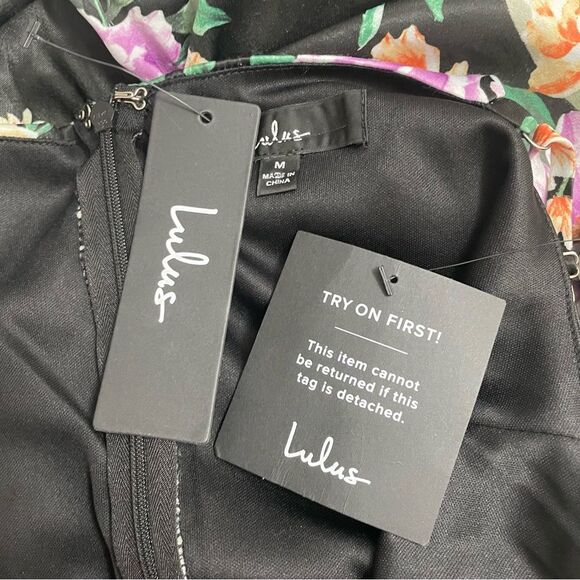 Lulus
M
MADE IN
CHINA
Lulus
TRY ON FIRST!
This item cannot
be returned if this
tag is detached.
Lulus